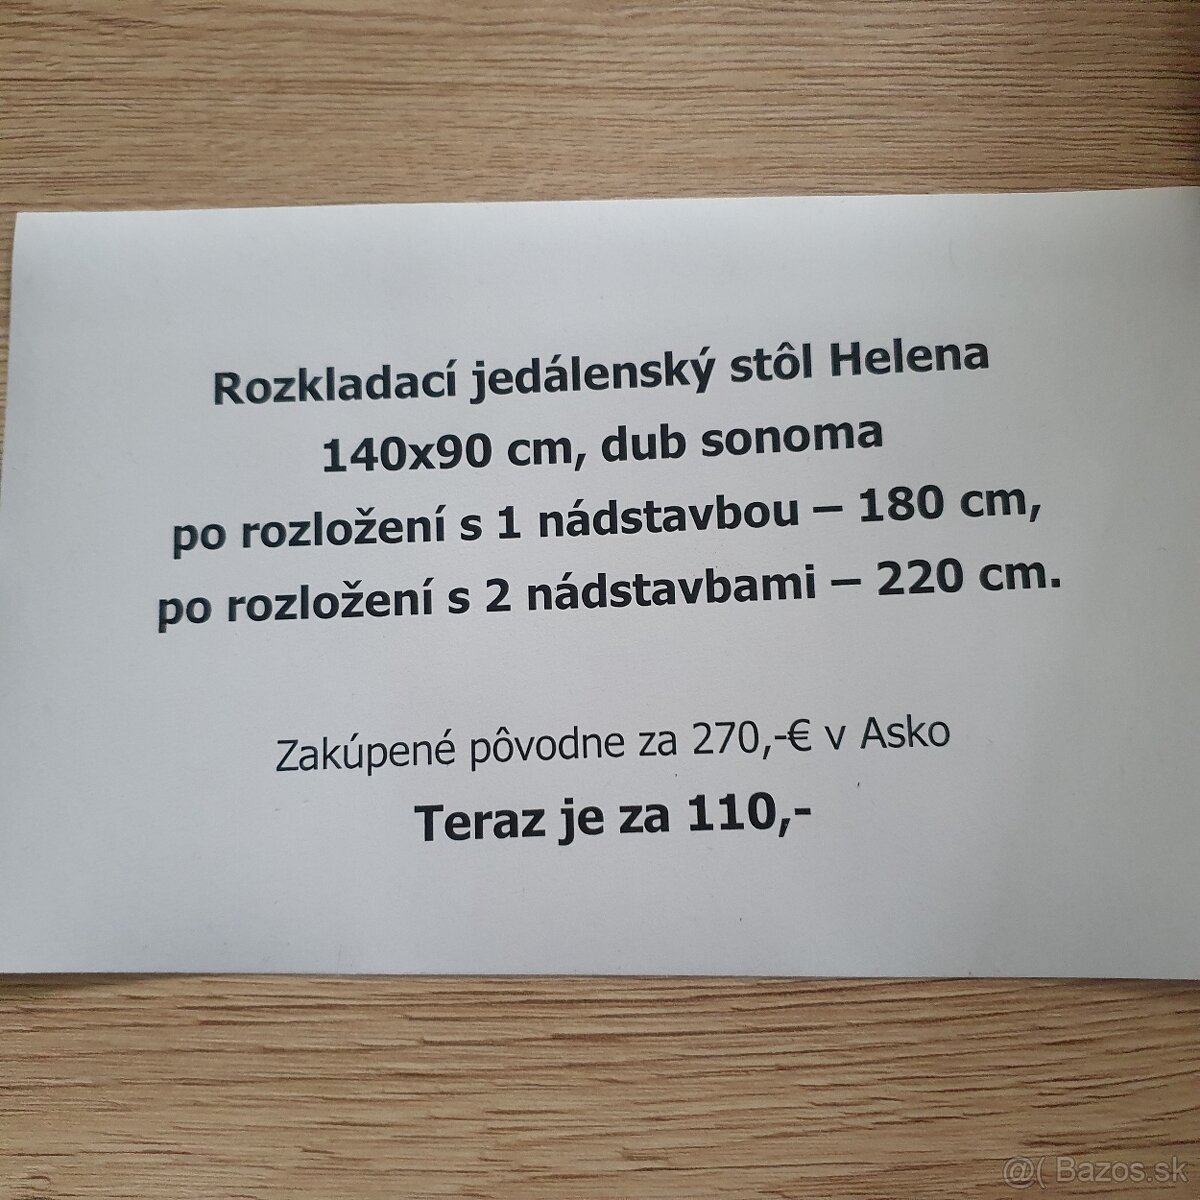 Rozkladací jedálenský stôl Helena
140x90 cm, dub sonoma
po rozložení s 1 nádstavbou – 180 cm,
po rozložení s 2 nádstavbami – 220 cm.
Zakúpené pôvodne za 270,-€ v Asko
Teraz je za 110,-
@( Bazos.sk